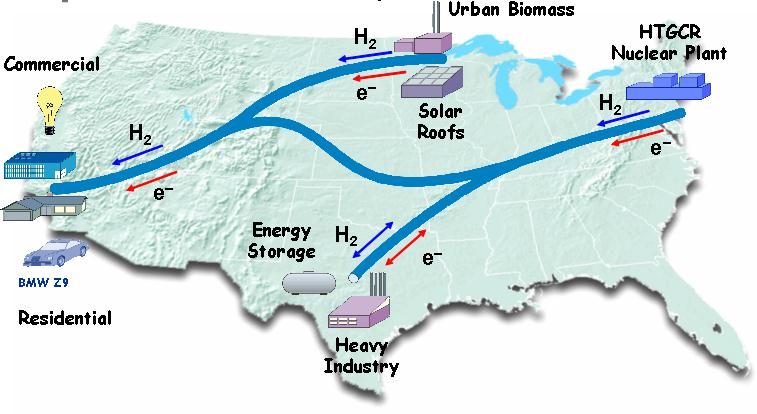 Urban Biomass
HTGCR
Nuclear Plant
Commercial
H₂
e⁻
Solar
Roofs
H₂
e⁻
H₂
e⁻
Energy
Storage
H₂
e⁻
BMW Z9
Residential
Heavy
Industry